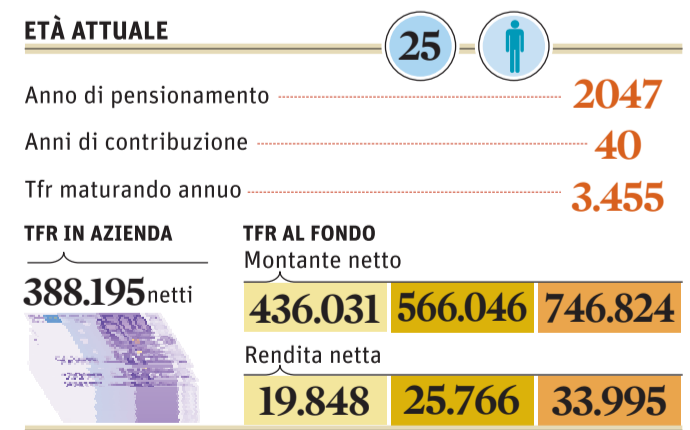 ETÀ ATTUALE 25
Anno di pensionamento 2047
Anni di contribuzione 40
Tfr maturando annuo 3.455
TFR IN AZIENDA
388.195 netti
TFR AL FONDO
Montante netto
436.031 566.046 746.824
Rendita netta
19.848 25.766 33.995